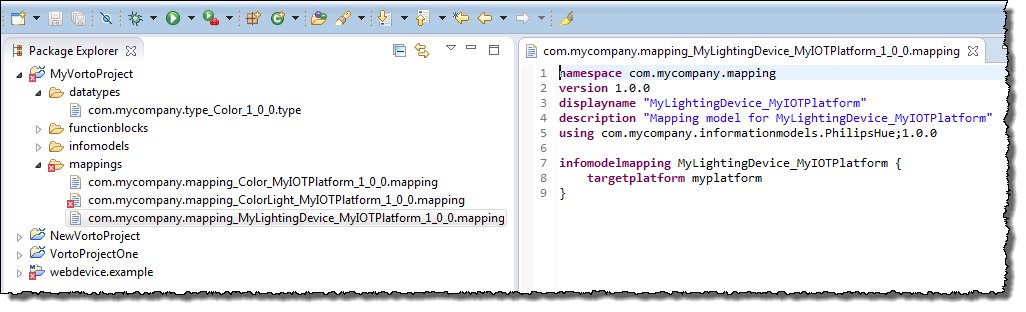 Package Explorer
MyVortoProject
datatypes
com.mycompany.type_Color_1_0_0.type
functionblocks
infomodels
mappings
com.mycompany.mapping_Color_MyIOTPlatform_1_0_0.mapping
com.mycompany.mapping_ColorLight_MyIOTPlatform_1_0_0.mapping
com.mycompany.mapping_MyLightingDevice_MyIOTPlatform_1_0_0.mapping
NewVortoProject
VortoProjectOne
webdevice.example
com.mycompany.mapping_MyLightingDevice_MyIOTPlatform_1_0_0.mapping
1 namespace com.mycompany.mapping
2 version 1.0.0
3 displayname "MyLightingDevice_MyIOTPlatform"
4 description "Mapping model for MyLightingDevice_MyIOTPlatform"
5 using com.mycompany.informationmodels.PhilipsHue;1.0.0
6
7 infomodelmapping MyLightingDevice_MyIOTPlatform {
8 targetplatform myplatform
9 }